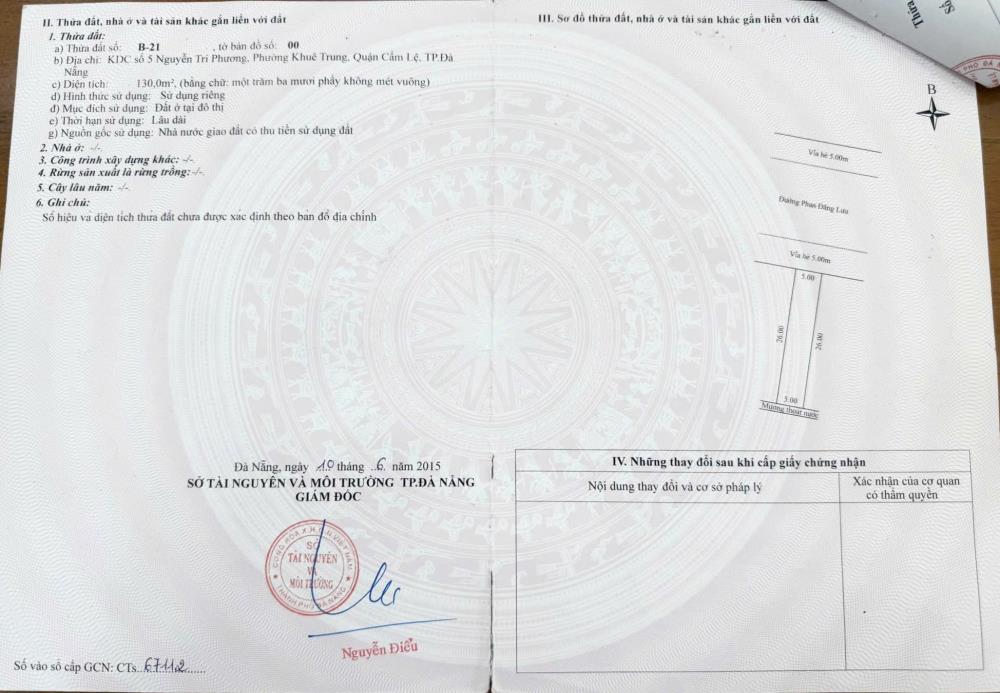 II. Thửa đất, nhà ở và tài sản khác gắn liền với đất
1. Thửa đất:
a) Thửa đất số: B-21 , tờ bản đồ số: 00
b) Địa chỉ: KDC số 5 Nguyễn Tri Phương, Phường Khuê Trung, Quận Cẩm Lệ, TP.Đà
Nẵng
c) Diện tích: 130,0m², (bằng chữ: một trăm ba mươi phẩy không mét vuông)
d) Hình thức sử dụng: Sử dụng riêng
đ) Mục đích sử dụng: Đất ở tại đô thị
e) Thời hạn sử dụng: Lâu dài
g) Nguồn gốc sử dụng: Nhà nước giao đất có thu tiền sử dụng đất
2. Nhà ở: -/-
3. Công trình xây dựng khác: -/-
4. Rừng sản xuất là rừng trồng: -/-
5. Cây lâu năm: -/-
6. Ghi chú:
Số hiệu và diện tích thửa đất chưa được xác định theo bản đồ địa chính
Đà Nẵng, ngày 10 tháng 6 năm 2015
SỞ TÀI NGUYÊN VÀ MÔI TRƯỜNG TP.ĐÀ NẴNG
GIÁM ĐỐC
CỘNG HÒA X.H.C.N VIỆT NAM
SỞ
TÀI NGUYÊN
VÀ
MÔI TRƯỜNG
THÀNH PHỐ ĐÀ NẴNG
Nguyễn Điểu
Số vào sổ cấp GCN: CTs 67112
III. Sơ đồ thửa đất, nhà ở và tài sản khác gắn liền với đất
Số
Thửa
B
Vỉa hè 5.00m
Đường Phan Đăng Lưu
Vỉa hè 5.00m
5.00
26.00
26.00
5.00
Mương thoát nước
IV. Những thay đổi sau khi cấp giấy chứng nhận
Nội dung thay đổi và cơ sở pháp lý
Xác nhận của cơ quan
có thẩm quyền